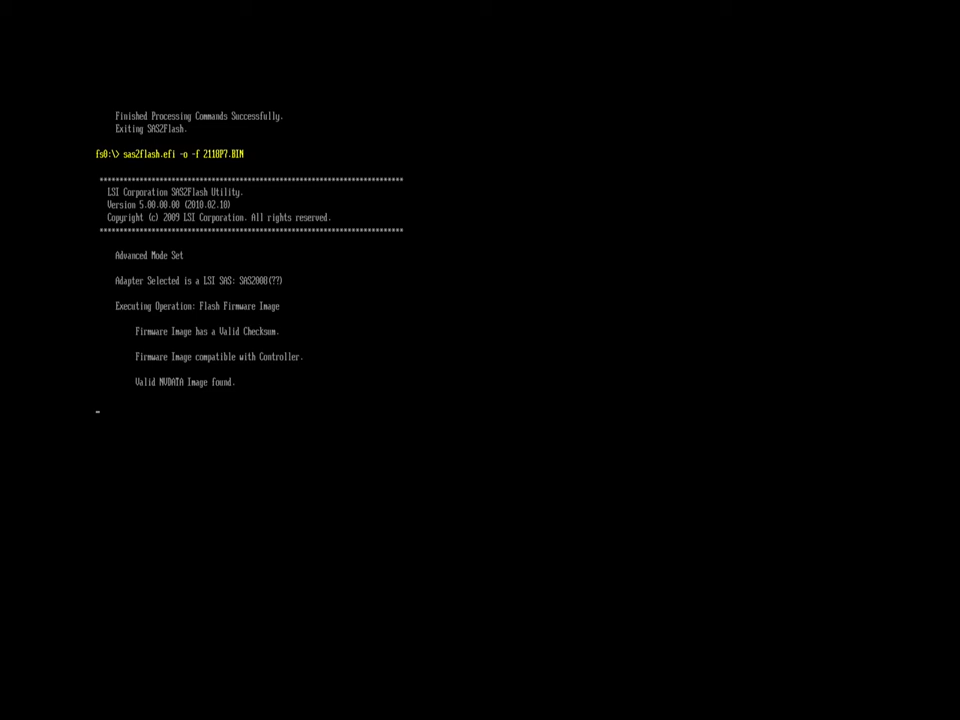 Finished Processing Commands Successfully.
Exiting SAS2Flash.
fs0:\> sas2flash.efi -o -f 2118P7.BIN
****************************************************************************
LSI Corporation SAS2Flash Utility.
Version 5.00.00.00 (2010.02.10)
Copyright (c) 2009 LSI Corporation. All rights reserved.
****************************************************************************
Advanced Mode Set
Adapter Selected is a LSI SAS: SAS2008(??)
Executing Operation: Flash Firmware Image
Firmware Image has a Valid Checksum.
Firmware Image compatible with Controller.
Valid NVDATA Image found.